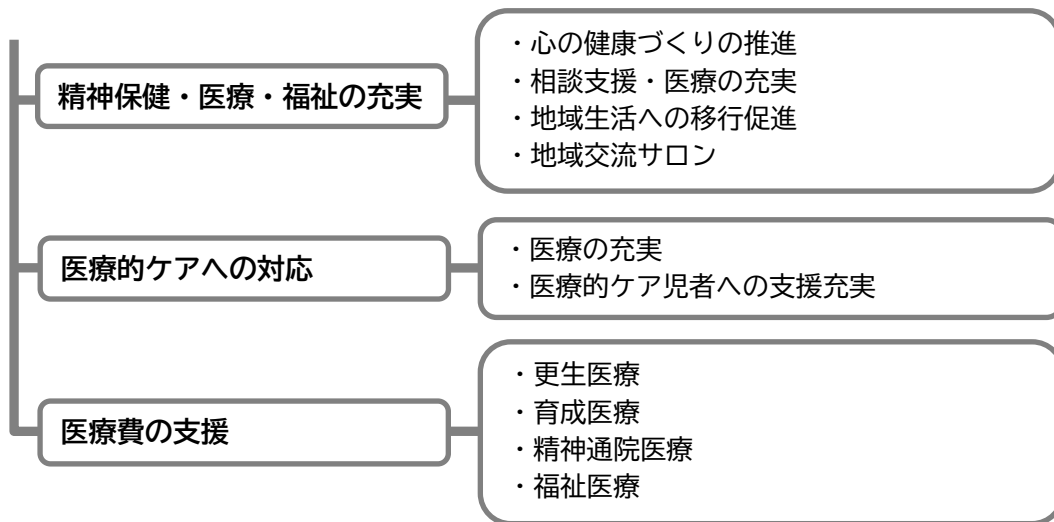 精神保健・医療・福祉の充実
・心の健康づくりの推進
・相談支援・医療の充実
・地域生活への移行促進
・地域交流サロン
医療的ケアへの対応
・医療の充実
・医療的ケア児者への支援充実
医療費の支援
・更生医療
・育成医療
・精神通院医療
・福祉医療